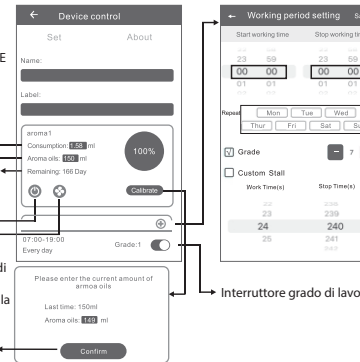 ← Device control
Set About
Name:
Label:
aroma1
Consumption: 1.58 ml
Aroma oils: 150 ml
Remaining: 166 Day
100%
Calibrate
07:00-19:00
Every day
Grade:1
Please enter the current amount of
armoa oils
Last time: 150ml
Aroma oils: 149 ml
Confirm
← Working period setting
Start working time Stop working
23 59 23 59
00 00 00 00
01 01 01 01
Repeat Mon Tue Wed
Thur Fri Sat
Grade − 7
Custom Stall
Work Time(s) Stop Time(s)
22 238
23 239
24 240
25 241
242
Interruttore grado di
di
la
E